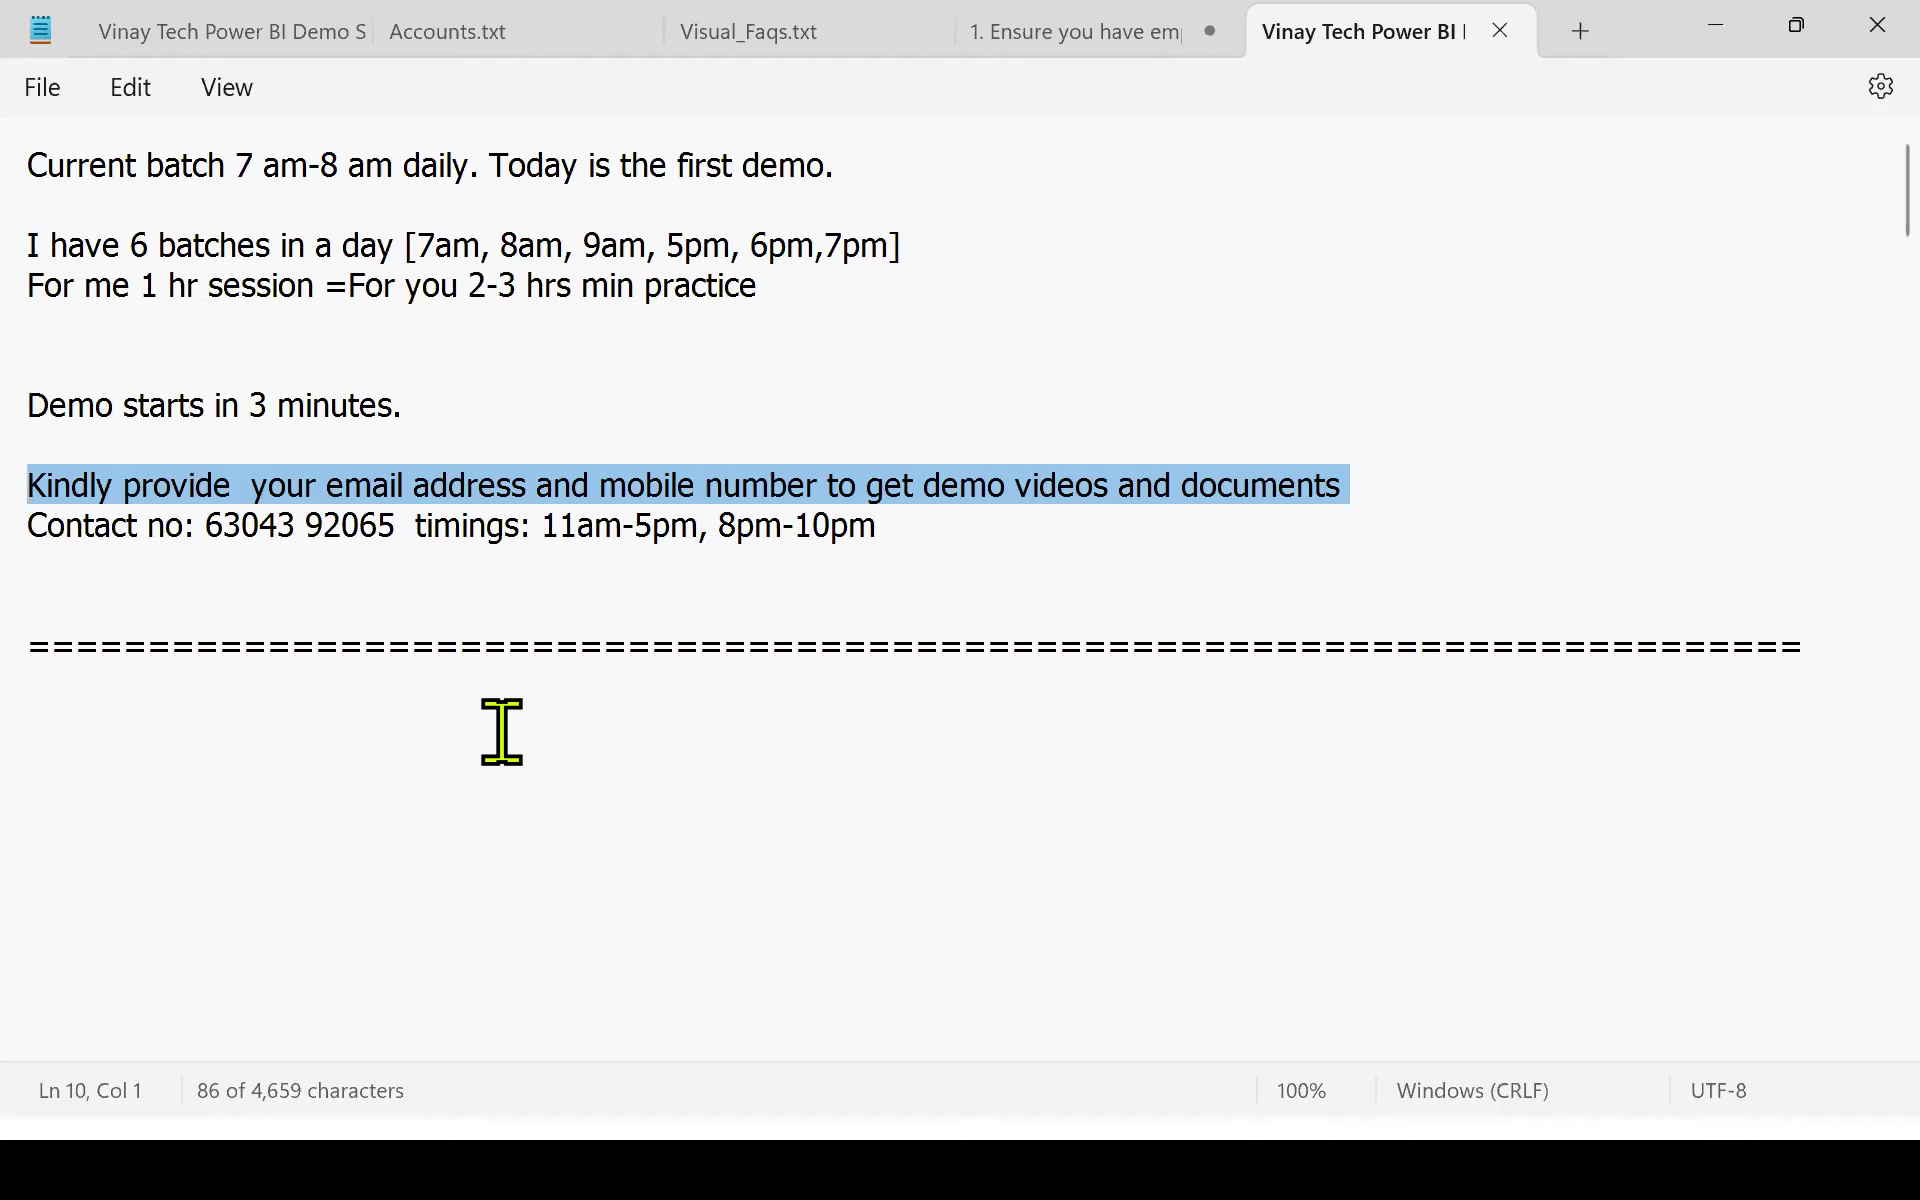 Vinay Tech Power BI Demo S
Accounts.txt
Visual_Faqs.txt
1. Ensure you have em
Vinay Tech Power BI
File
Edit
View
Current batch 7 am-8 am daily. Today is the first demo.
I have 6 batches in a day [7am, 8am, 9am, 5pm, 6pm,7pm]
For me 1 hr session =For you 2-3 hrs min practice
Demo starts in 3 minutes.
Kindly provide  your email address and mobile number to get demo videos and documents
Contact no: 63043 92065  timings: 11am-5pm, 8pm-10pm
==========================================================================
Ln 10, Col 1
86 of 4,659 characters
100%
Windows (CRLF)
UTF-8